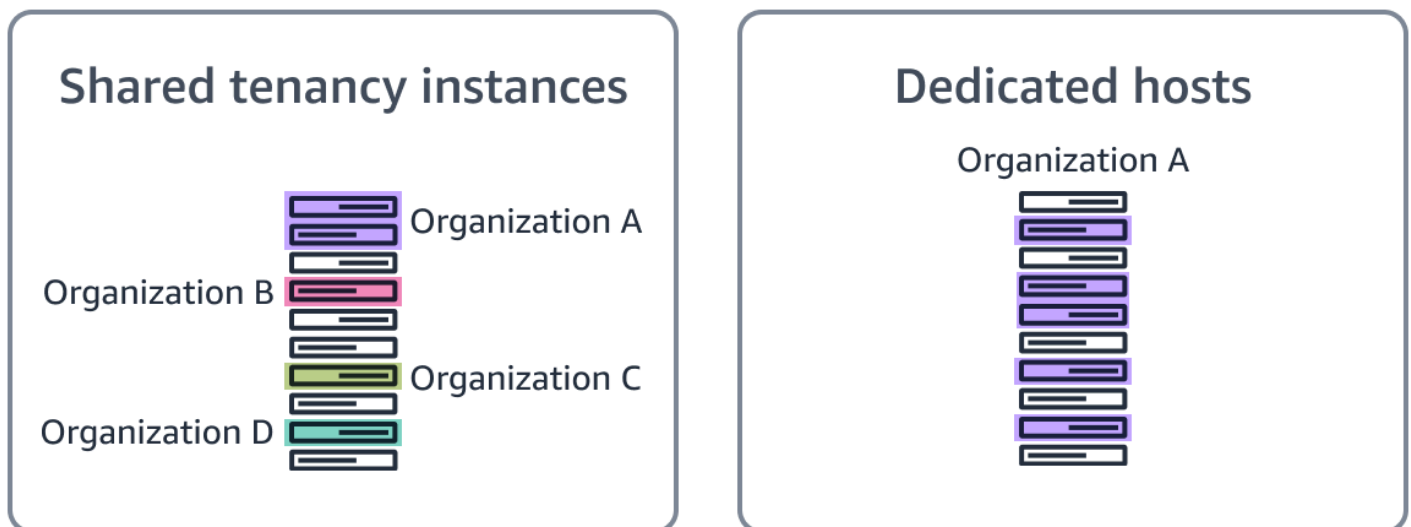 Shared tenancy instances
Organization A
Organization B
Organization C
Organization D
Dedicated hosts
Organization A